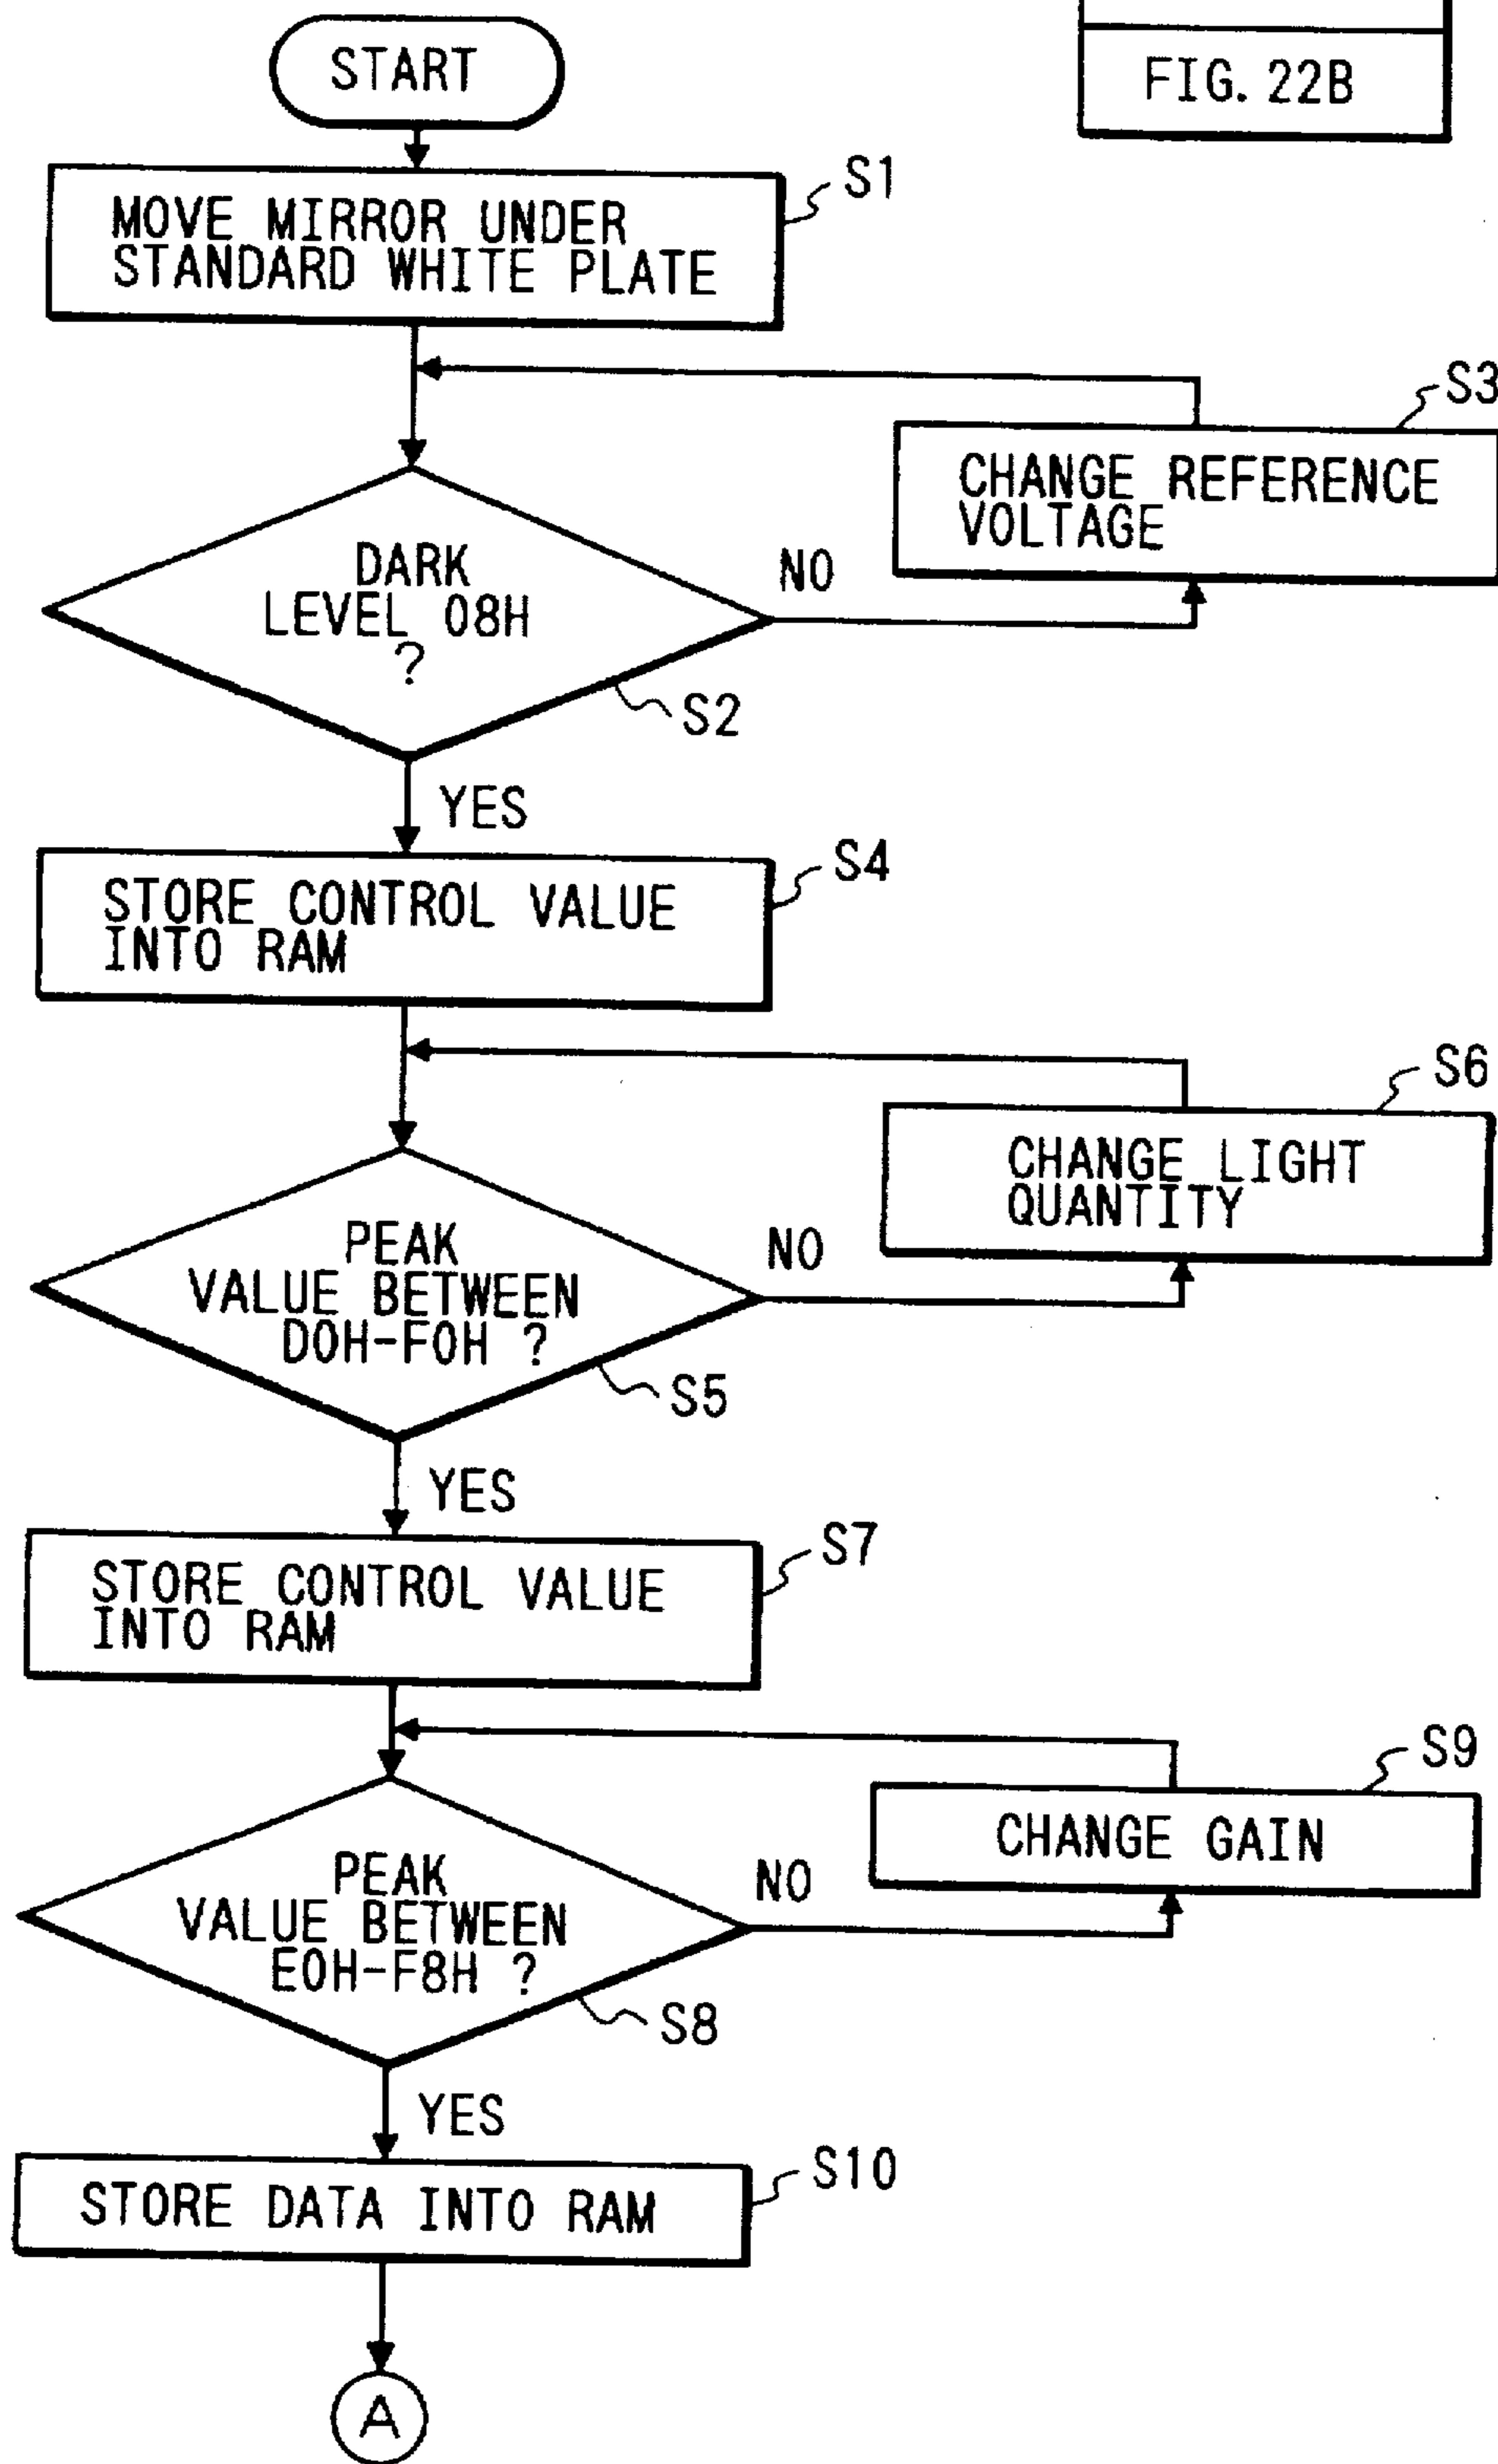 START
FIG. 22B
S1
MOVE MIRROR UNDER
STANDARD WHITE PLATE
S3
CHANGE REFERENCE
VOLTAGE
DARK
LEVEL 08H
?
NO
S2
YES
S4
STORE CONTROL VALUE
INTO RAM
S6
CHANGE LIGHT
QUANTITY
PEAK
VALUE BETWEEN
D0H-F0H ?
NO
S5
YES
S7
STORE CONTROL VALUE
INTO RAM
S9
CHANGE GAIN
PEAK
VALUE BETWEEN
E0H-F8H ?
NO
S8
YES
S10
STORE DATA INTO RAM
A